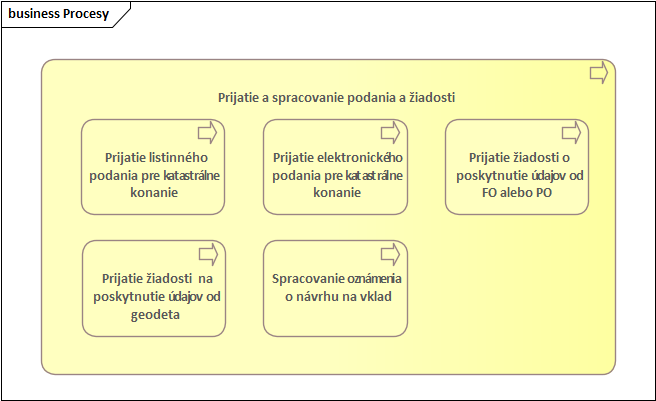 business Procesy
Prijatie a spracovanie podania a žiadosti
Prijatie listinného
podania pre katastrálne
konanie
Prijatie elektronického
podania pre katastrálne
konanie
Prijatie žiadosti o
poskytnutie údajov od
FO alebo PO
Prijatie žiadosti na
poskytnutie údajov od
geodeta
Spracovanie oznámenia
o návrhu na vklad